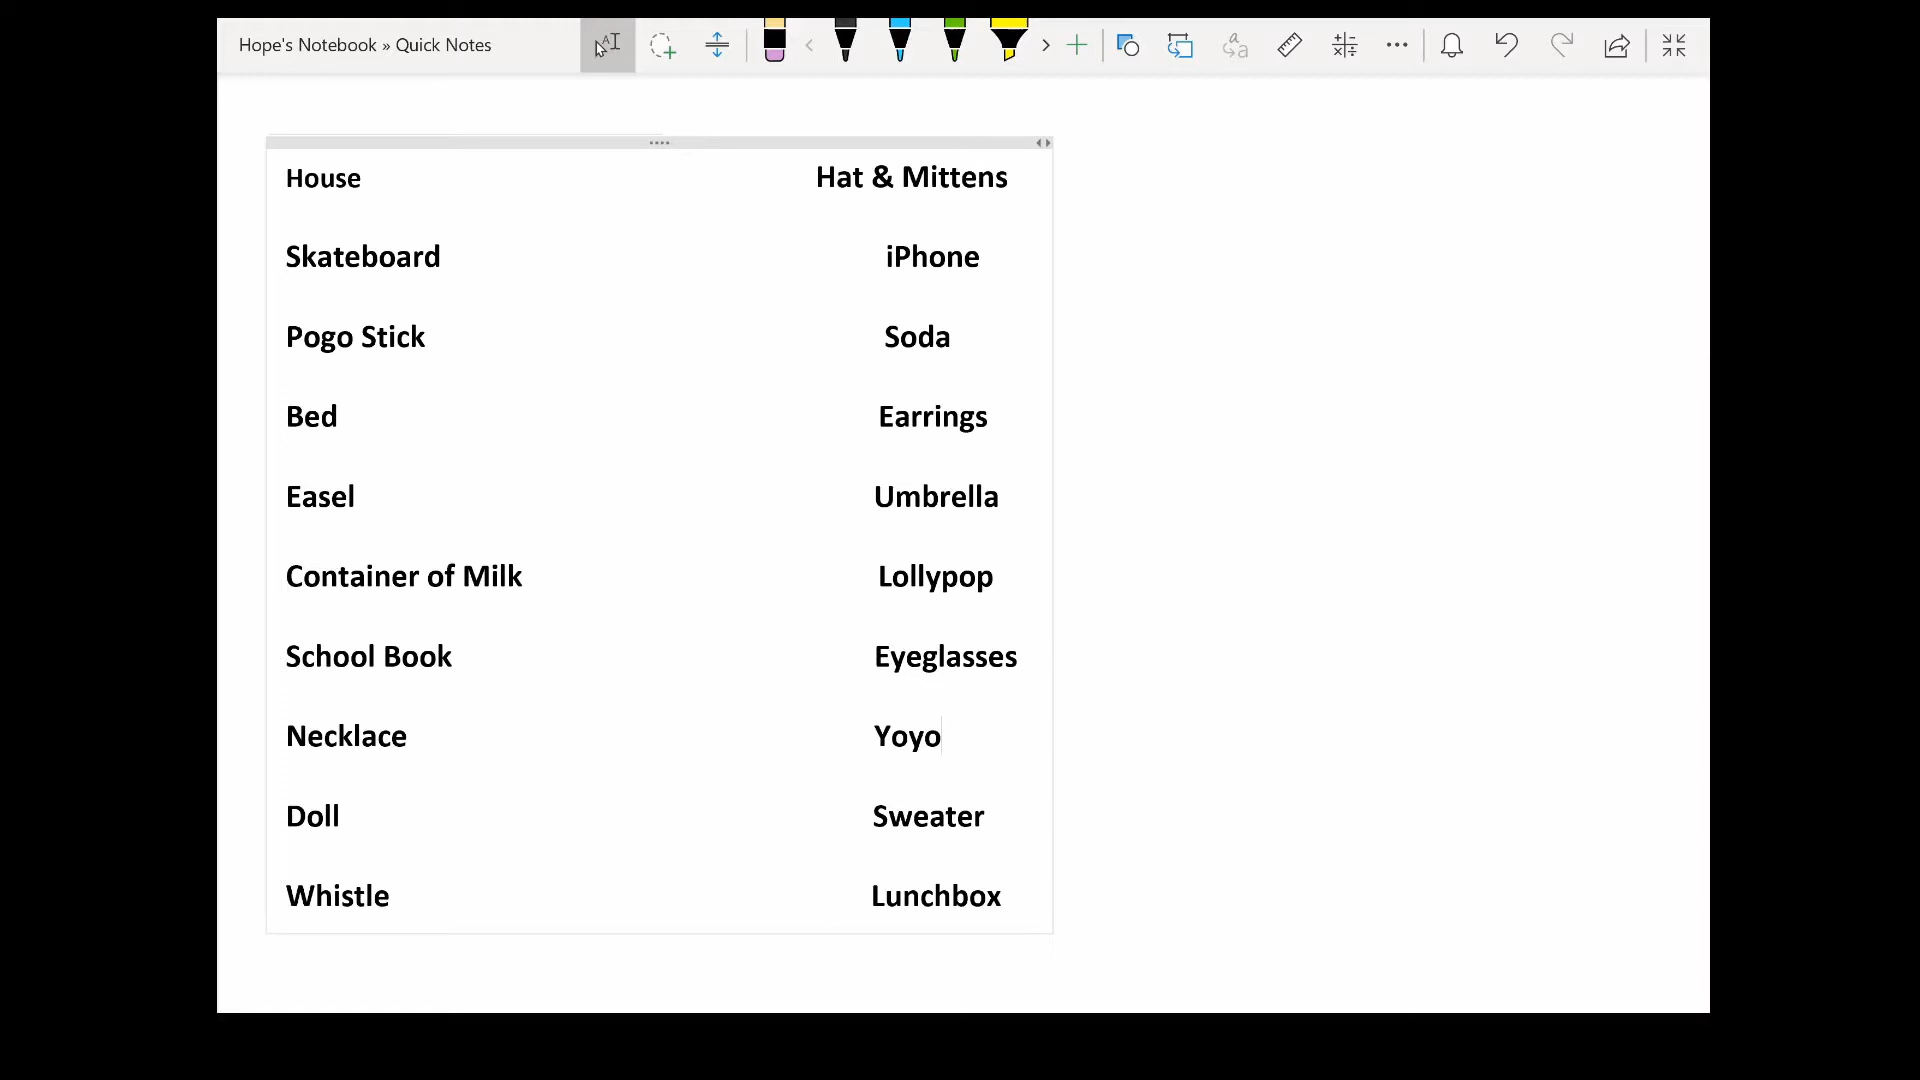 Hope's Notebook » Quick Notes
House Hat & Mittens
Skateboard iPhone
Pogo Stick Soda
Bed Earrings
Easel Umbrella
Container of Milk Lollypop
School Book Eyeglasses
Necklace Yoyo
Doll Sweater
Whistle Lunchbox